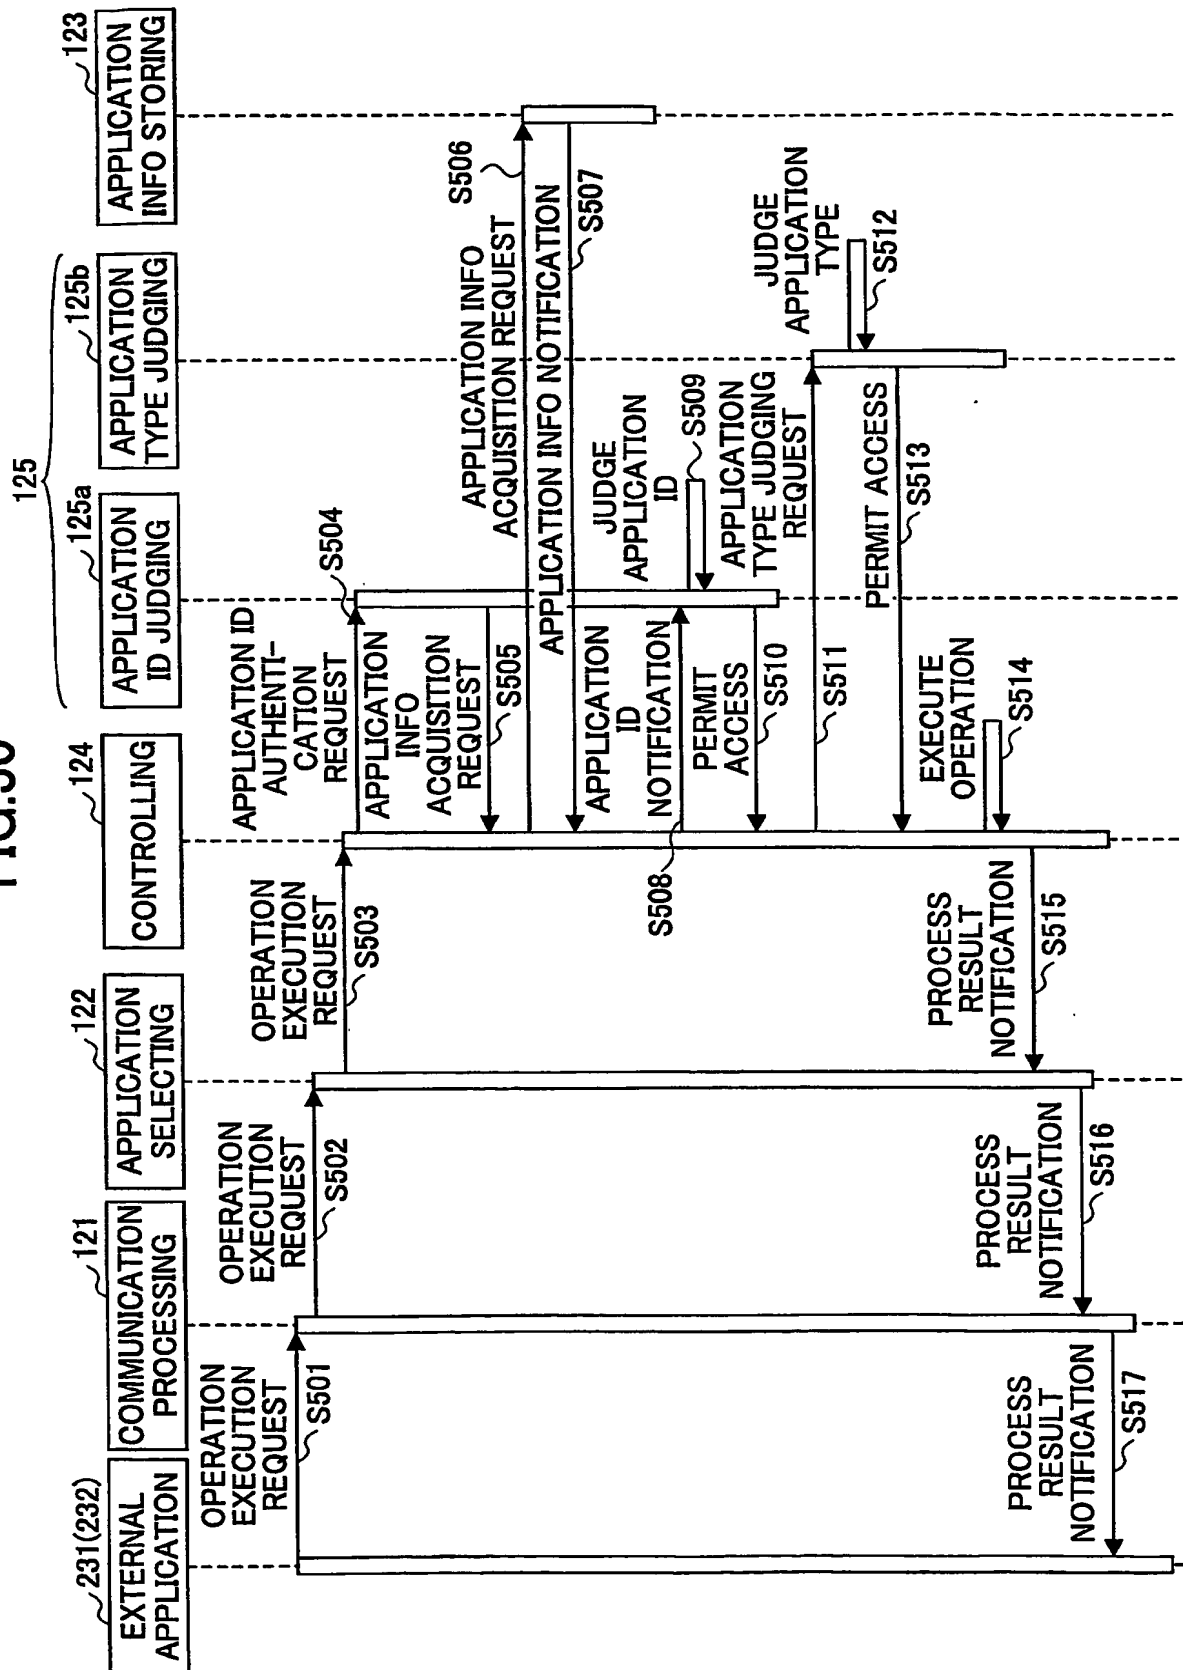 231(232)
EXTERNAL
APPLICATION
121
COMMUNICATION
PROCESSING
122
APPLICATION
SELECTING
124
CONTROLLING
125
125a
APPLICATION
ID JUDGING
125b
APPLICATION
TYPE JUDGING
123
APPLICATION
INFO STORING
OPERATION
EXECUTION
REQUEST
S501
OPERATION
EXECUTION
REQUEST
S502
OPERATION
EXECUTION
REQUEST
S503
APPLICATION ID
AUTHENTI-
CATION
REQUEST
S504
APPLICATION
INFO
ACQUISITION
REQUEST
S505
APPLICATION INFO
ACQUISITION REQUEST
S506
APPLICATION INFO NOTIFICATION
S507
APPLICATION
ID
NOTIFICATION
S508
JUDGE
APPLICATION
ID
S509
PERMIT
ACCESS
S510
APPLICATION
TYPE JUDGING
REQUEST
S511
JUDGE
APPLICATION
TYPE
S512
PERMIT ACCESS
S513
EXECUTE
OPERATION
S514
PROCESS
RESULT
NOTIFICATION
S515
PROCESS
RESULT
NOTIFICATION
S516
PROCESS
RESULT
NOTIFICATION
S517